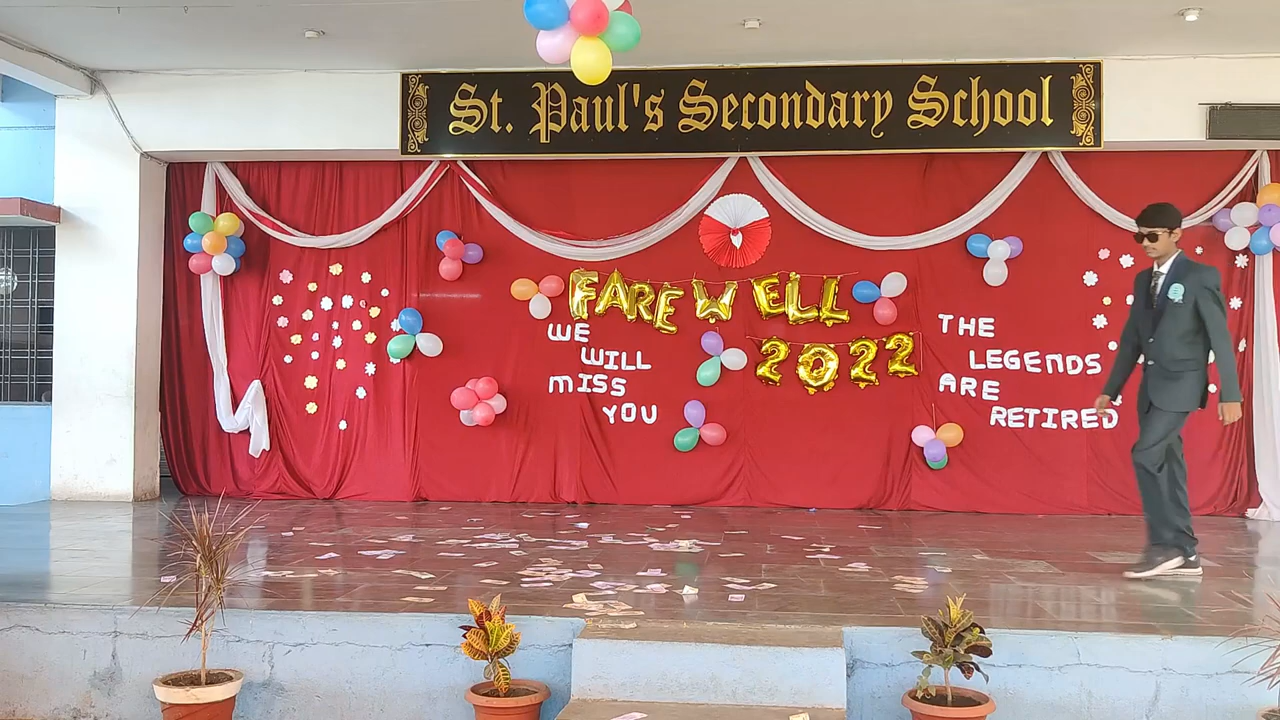 St. Paul's Secondary School
FAREWELL
2022
WE
WILL
mISS
YOU
THE
LEGENDS
ARE
RETIRED